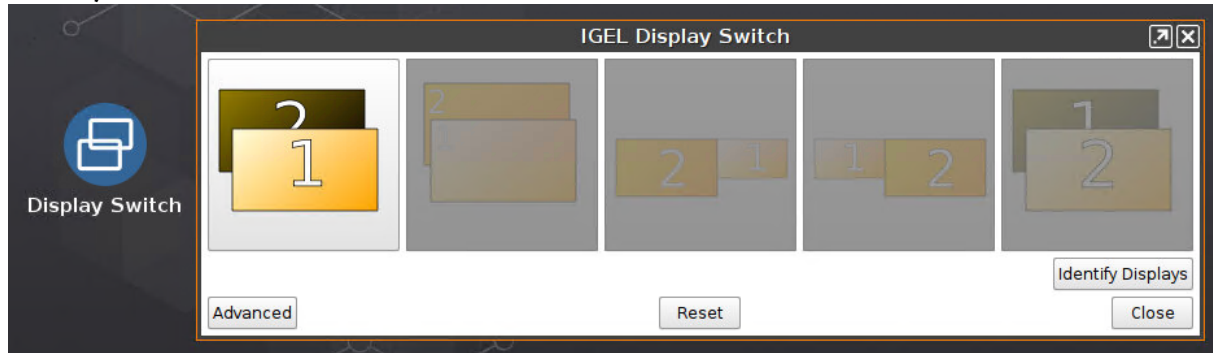 IGEL Display Switch
2
1
2
1
2
1
1
2
1
2
Display Switch
Identify Displays
Advanced
Reset
Close